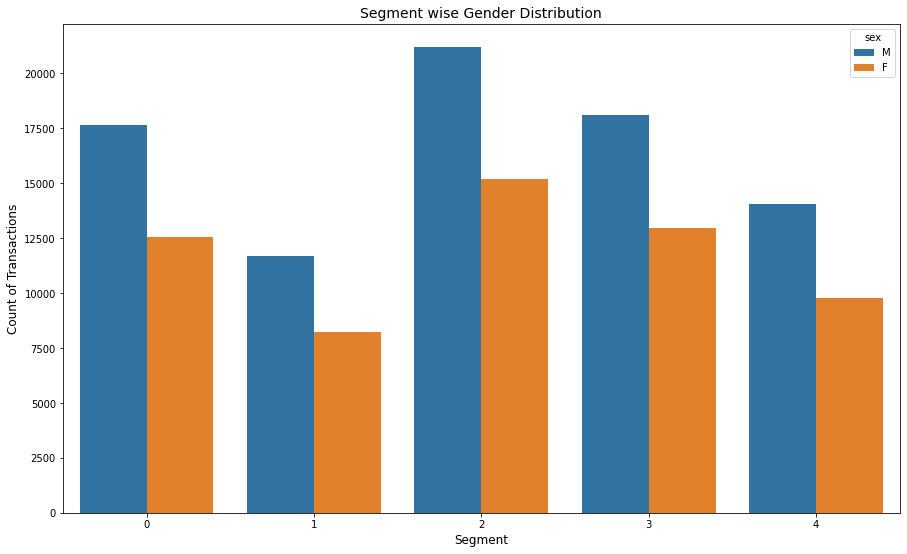 Segment wise Gender Distribution
sex
M
F
Count of Transactions
20000
17500
15000
12500
10000
7500
5000
2500
0
0 1 2 3 4
Segment